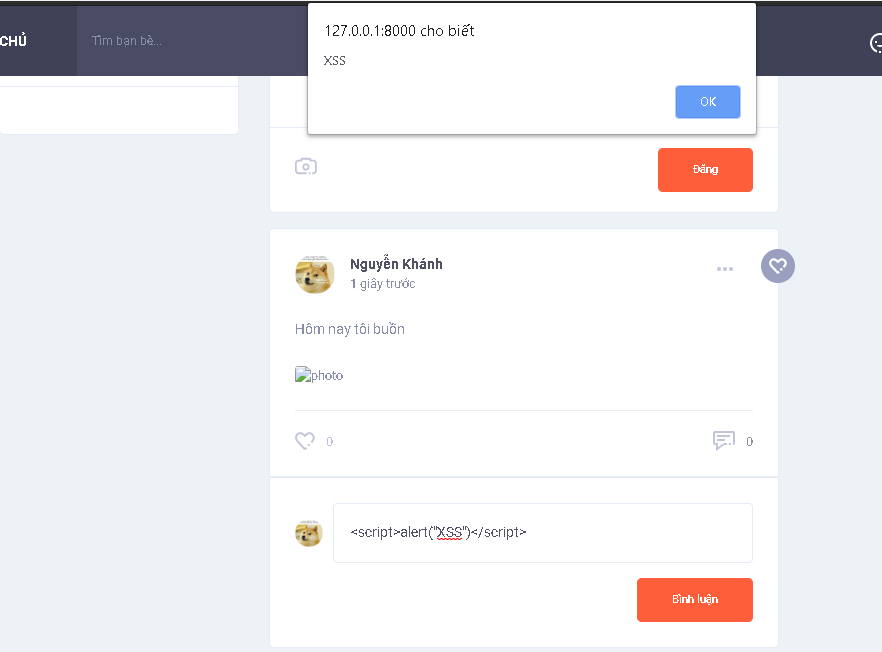 127.0.0.1:8000 cho biết
XSS
OK
CHỦ
Tìm bạn bè...
Đăng
Nguyễn Khánh
1 giây trước
Hôm nay tôi buồn
photo
0
0
<script>alert("XSS")</script>
Bình luận